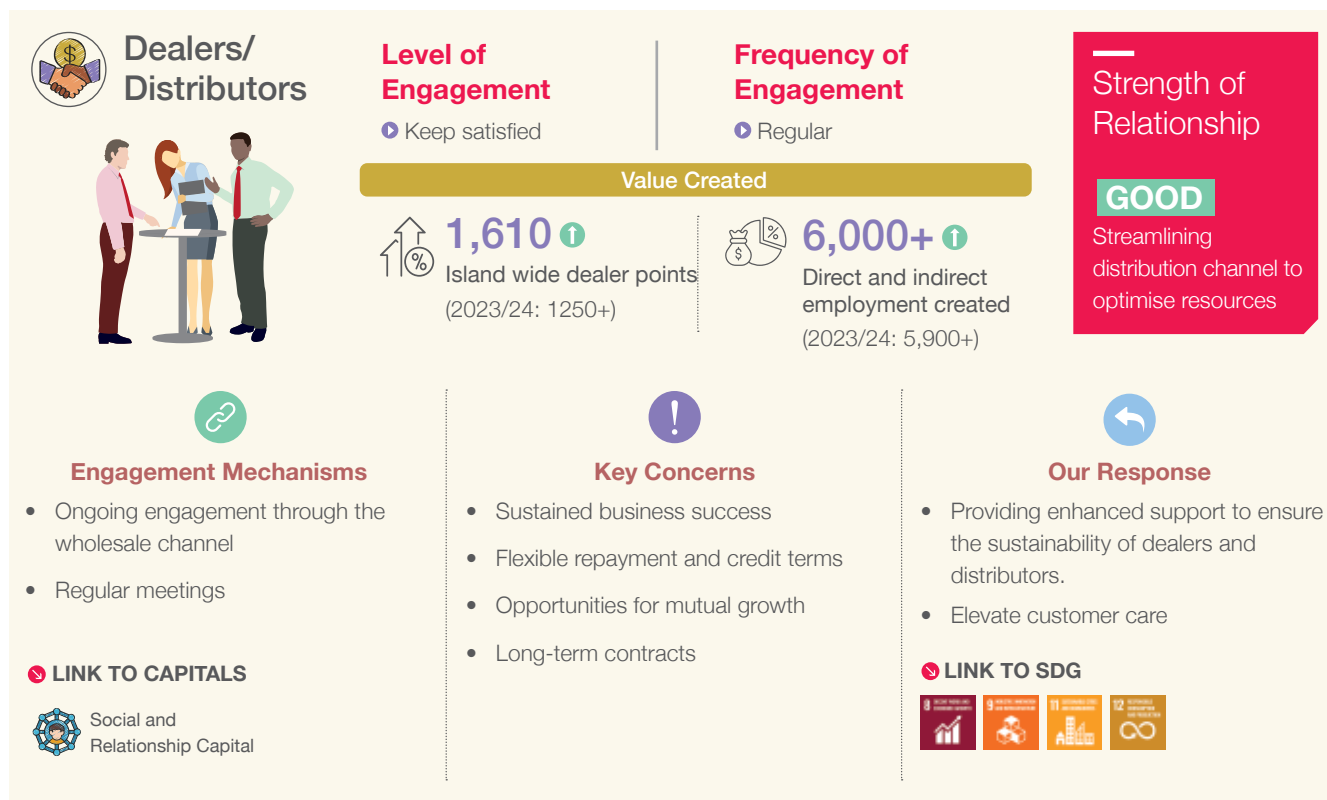 Dealers/
Distributors
Level of
Engagement
Keep satisfied
Frequency of
Engagement
Regular
Strength of
Relationship
GOOD
Streamlining
distribution channel to
optimise resources
Value Created
1,610
Island wide dealer points
(2023/24: 1250+)
6,000+
Direct and indirect
employment created
(2023/24: 5,900+)
Engagement Mechanisms
• Ongoing engagement through the
wholesale channel
• Regular meetings
LINK TO CAPITALS
Social and
Relationship Capital
Key Concerns
• Sustained business success
• Flexible repayment and credit terms
• Opportunities for mutual growth
• Long-term contracts
Our Response
• Providing enhanced support to ensure
the sustainability of dealers and
distributors.
• Elevate customer care
LINK TO SDG
8
9
11
12